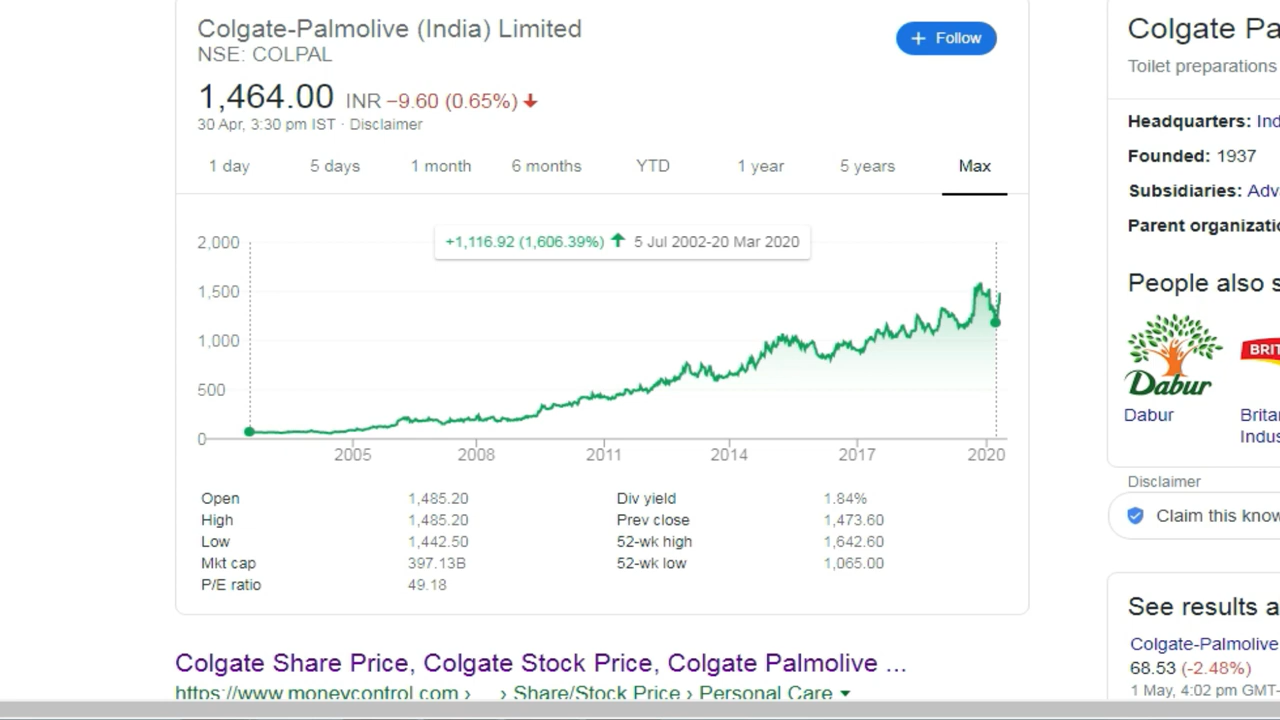 Colgate-Palmolive (India) Limited
NSE: COLPAL
+ Follow
1,464.00 INR −9.60 (0.65%)
30 Apr, 3:30 pm IST · Disclaimer
1 day 5 days 1 month 6 months YTD 1 year 5 years Max
+1,116.92 (1,606.39%) 5 Jul 2002-20 Mar 2020
2,000
1,500
1,000
500
0
2005 2008 2011 2014 2017 2020
Open 1,485.20 Div yield 1.84%
High 1,485.20 Prev close 1,473.60
Low 1,442.50 52-wk high 1,642.60
Mkt cap 397.13B 52-wk low 1,065.00
P/E ratio 49.18
Colgate Share Price, Colgate Stock Price, Colgate Palmolive ...
https://www.moneycontrol.com › ... › Share/Stock Price › Personal Care
Colgate Pa
Toilet preparations
Headquarters: Ind
Founded: 1937
Subsidiaries: Adv
Parent organizatio
People also s
Dabur
BRIT
Dabur
Britan
Indus
Disclaimer
Claim this know
See results a
Colgate-Palmolive
68.53 (-2.48%)
1 May, 4:02 pm GMT-